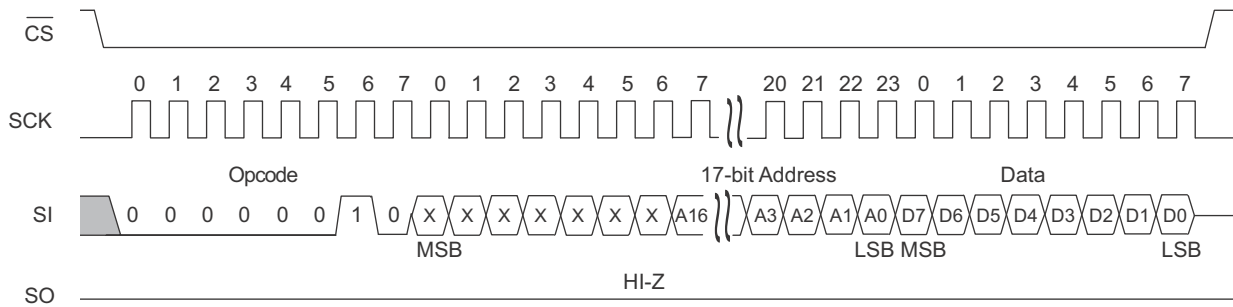 CS
0 1 2 3 4 5 6 7 0 1 2 3 4 5 6 7 20 21 22 23 0 1 2 3 4 5 6 7
SCK
Opcode 17-bit Address Data
SI 0 0 0 0 0 0 1 0 X X X X X X X A16 A3 A2 A1 A0 D7 D6 D5 D4 D3 D2 D1 D0
MSB LSB MSB LSB
HI-Z
SO